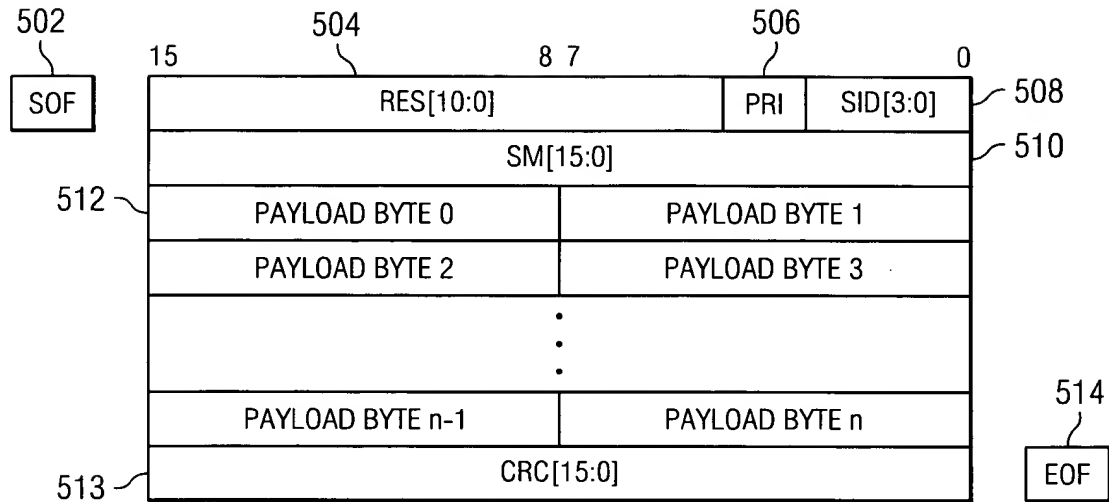 502
504
506
15
8 7
0
SOF
RES[10:0]
PRI
SID[3:0]
508
SM[15:0]
510
512
PAYLOAD BYTE 0
PAYLOAD BYTE 1
PAYLOAD BYTE 2
PAYLOAD BYTE 3
PAYLOAD BYTE n-1
PAYLOAD BYTE n
514
513
CRC[15:0]
EOF